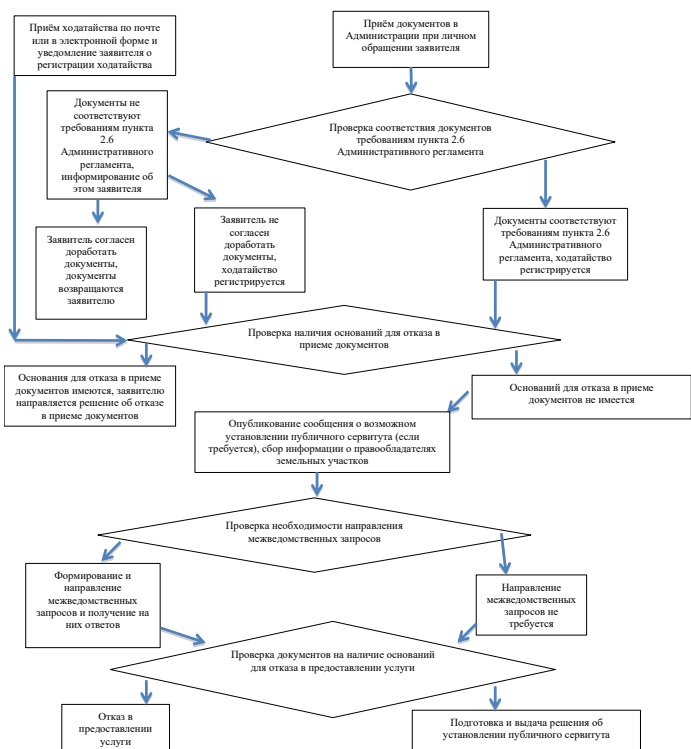 Приём ходатайства по почте
или в электронной форме и
уведомление заявителя о
регистрации ходатайства
Приём документов в
Администрации при личном
обращении заявителя
Документы не
соответствуют
требованиям пункта
2.6
Административного
регламента,
информирование об
этом заявителя
Проверка соответствия документов
требованиям пункта 2.6
Административного регламента
Заявитель согласен
доработать
документы,
документы
возвращаются
заявителю
Заявитель не
согласен
доработать
документы,
ходатайство
регистрируется
Документы соответствуют
требованиям пункта 2.6
Административного
регламента, ходатайство
регистрируется
Проверка наличия оснований для отказа в
приеме документов
Основания для отказа в приеме
документов имеются, заявителю
направляется решение об отказе
в приеме документов
Оснований для отказа в приеме
документов не имеется
Опубликование сообщения о возможном
установлении публичного сервитута (если
требуется), сбор информации о правообладателях
земельных участков
Проверка необходимости направления
межведомственных запросов
Формирование и
направление
межведомственных
запросов и получение на
них ответов
Направление
межведомственных
запросов не
требуется
Проверка документов на наличие оснований
для отказа в предоставлении услуги
Отказ в
предоставлении
услуги
Подготовка и выдача решения об
установлении публичного сервитута